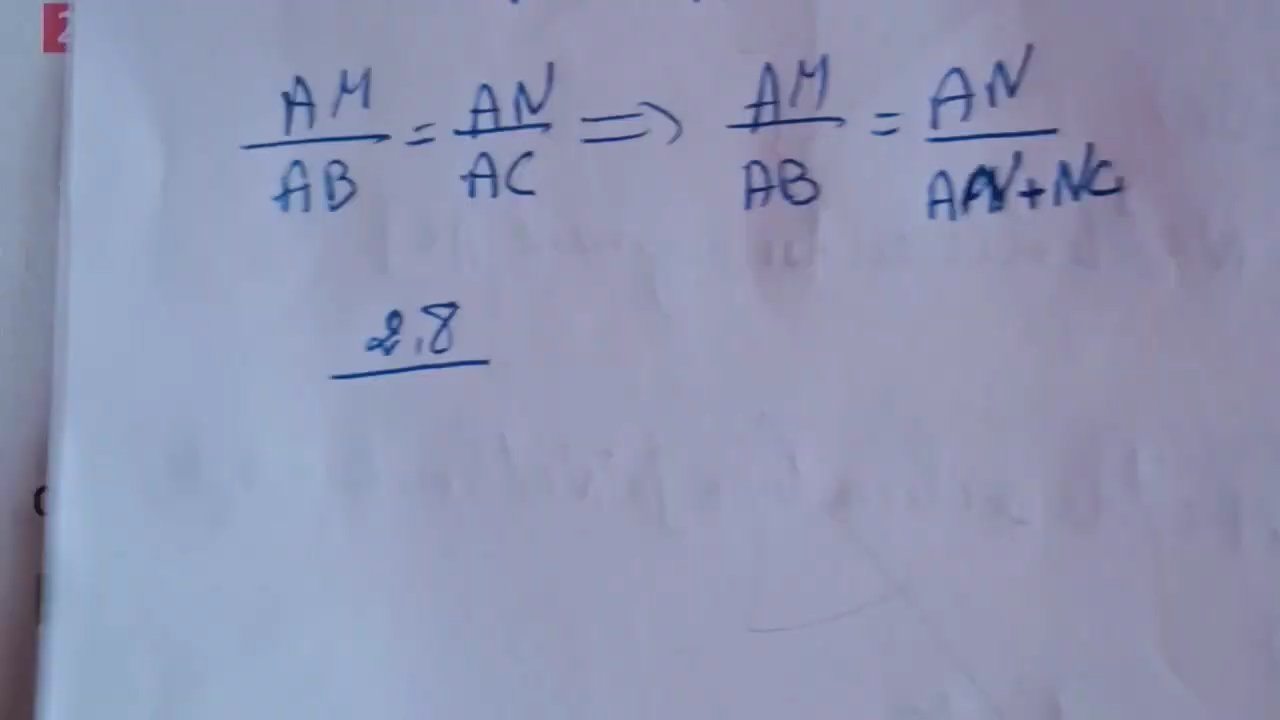 AM/AB = AN/AC ⇒ AM/AB = AN/AN+NC
2,8